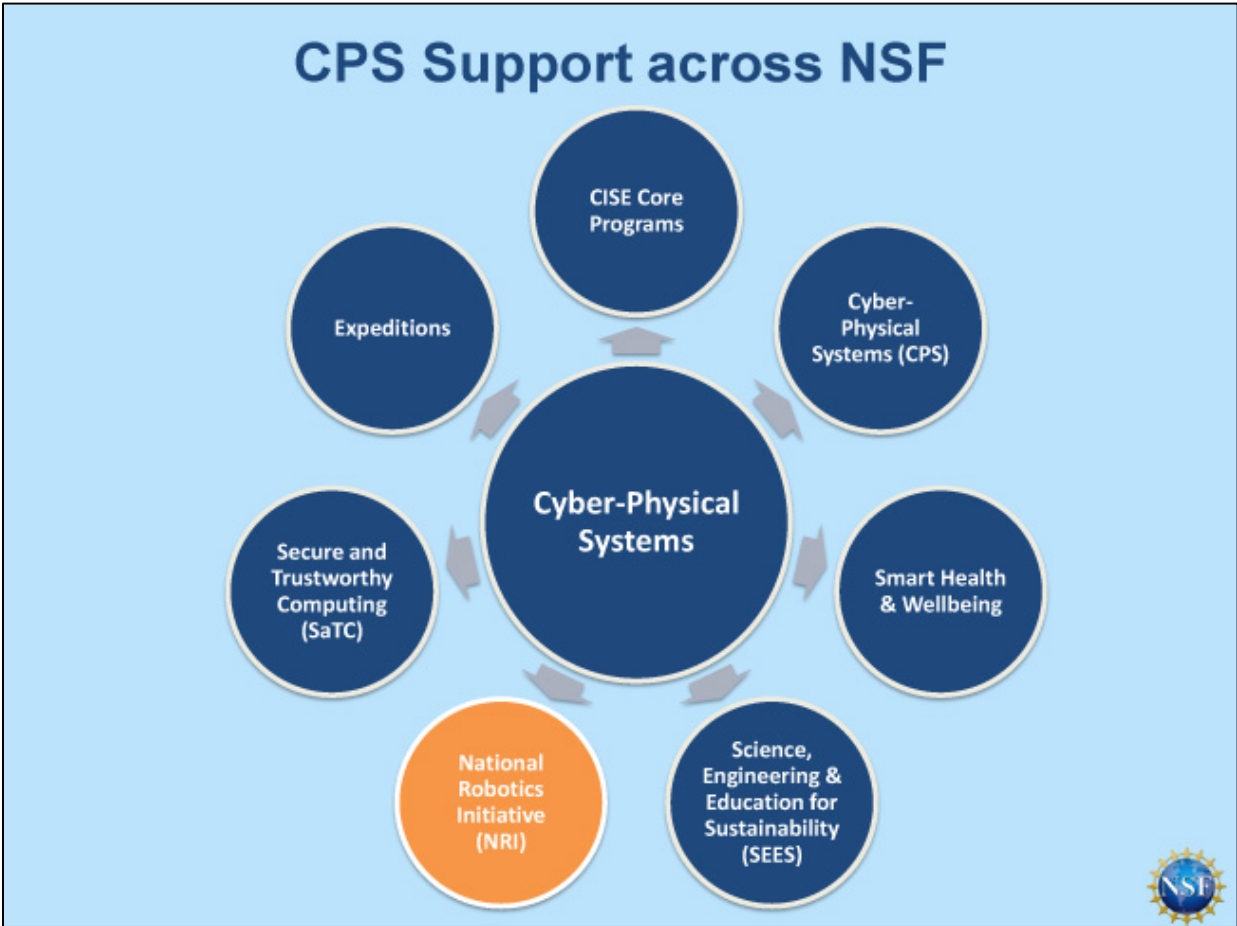 CPS Support across NSF
CISE Core
Programs
Cyber-
Physical
Systems (CPS)
Smart Health
& Wellbeing
Science,
Engineering &
Education for
Sustainability
(SEES)
National
Robotics
Initiative
(NRI)
Secure and
Trustworthy
Computing
(SaTC)
Expeditions
Cyber-Physical
Systems
NSF